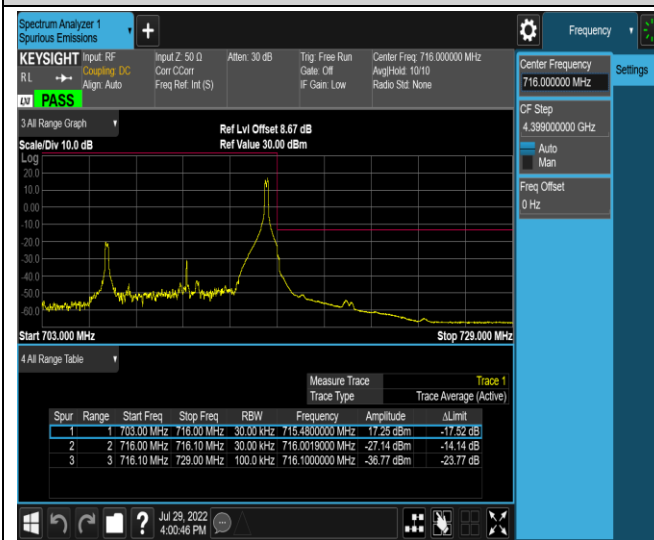 Spectrum Analyzer 1
Spurious Emissions
+
Frequency
KEYSIGHT Input: RF Input Z: 50 Ω Atten: 30 dB Trig: Free Run Center Freq: 716.000000 MHz
RL Coupling: DC Corr CCorr Gate: Off Avg|Hold: 10/10
Align: Auto Freq Ref: Int (S) IF Gain: Low Radio Std: None
LXI PASS
Center Frequency
716.000000 MHz
Settings
CF Step
4.399000000 GHz
Auto
Man
Freq Offset
0 Hz
3 All Range Graph
Ref Lvl Offset 8.67 dB
Scale/Div 10.0 dB Ref Value 30.00 dBm
Log
20.0
10.0
0.00
-10.0
-20.0
-30.0
-40.0
-50.0
-60.0
Start 703.000 MHz Stop 729.000 MHz
4 All Range Table
Measure Trace Trace 1
Trace Type Trace Average (Active)
Spur Range Start Freq Stop Freq RBW Frequency Amplitude ΔLimit
1 1 703.00 MHz 716.00 MHz 30.00 kHz 715.4800000 MHz 17.25 dBm -17.52 dB
2 2 716.00 MHz 716.10 MHz 30.00 kHz 716.0019000 MHz -27.14 dBm -14.14 dB
3 3 716.10 MHz 729.00 MHz 100.0 kHz 716.1000000 MHz -36.77 dBm -23.77 dB
? Jul 29, 2022
4:00:46 PM